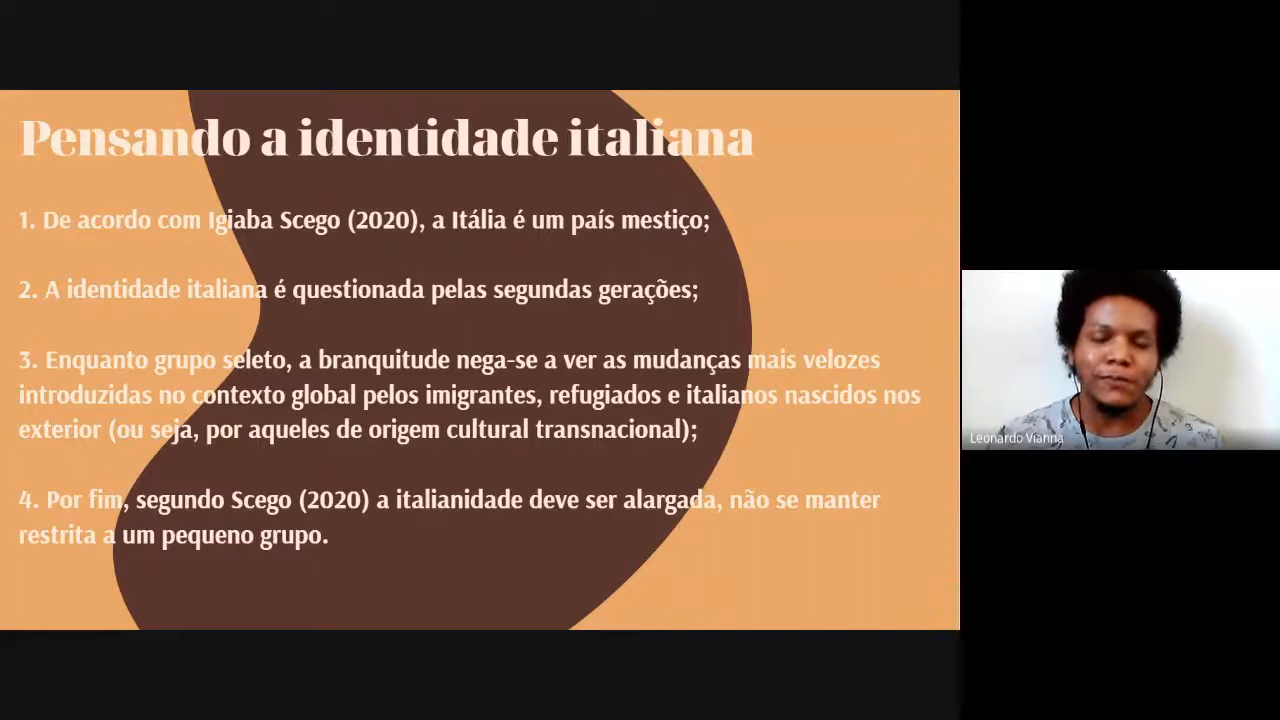 Pensando a identidade italiana
1. De acordo com Igiaba Scego (2020), a Itália é um país mestiço;
2. A identidade italiana é questionada pelas segundas gerações;
3. Enquanto grupo seleto, a branquitude nega-se a ver as mudanças mais velozes
introduzidas no contexto global pelos imigrantes, refugiados e italianos nascidos nos
exterior (ou seja, por aqueles de origem cultural transnacional);
4. Por fim, segundo Scego (2020) a italianidade deve ser alargada, não se manter
restrita a um pequeno grupo.
Leonardo Vianna